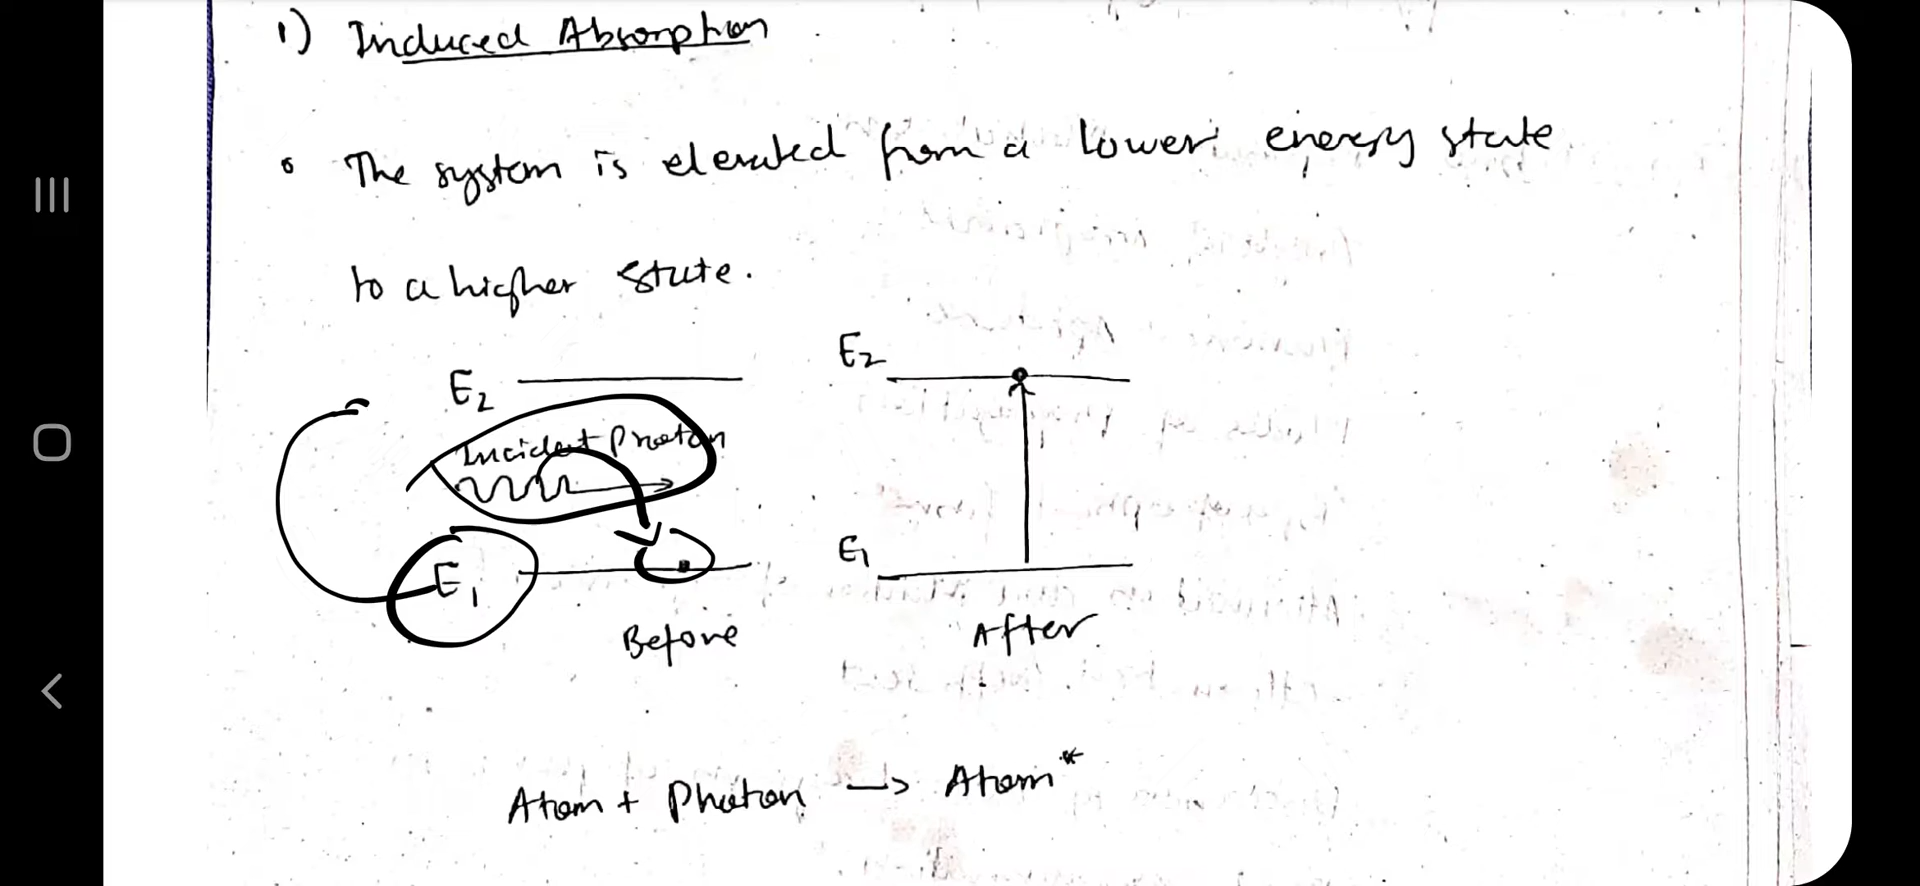 1) Induced Absorption
The system is elevated from a lower energy state
to a higher state.
E2
E2
Incident Photon
E1
E1
Before
After
Atom + Photon -> Atom*